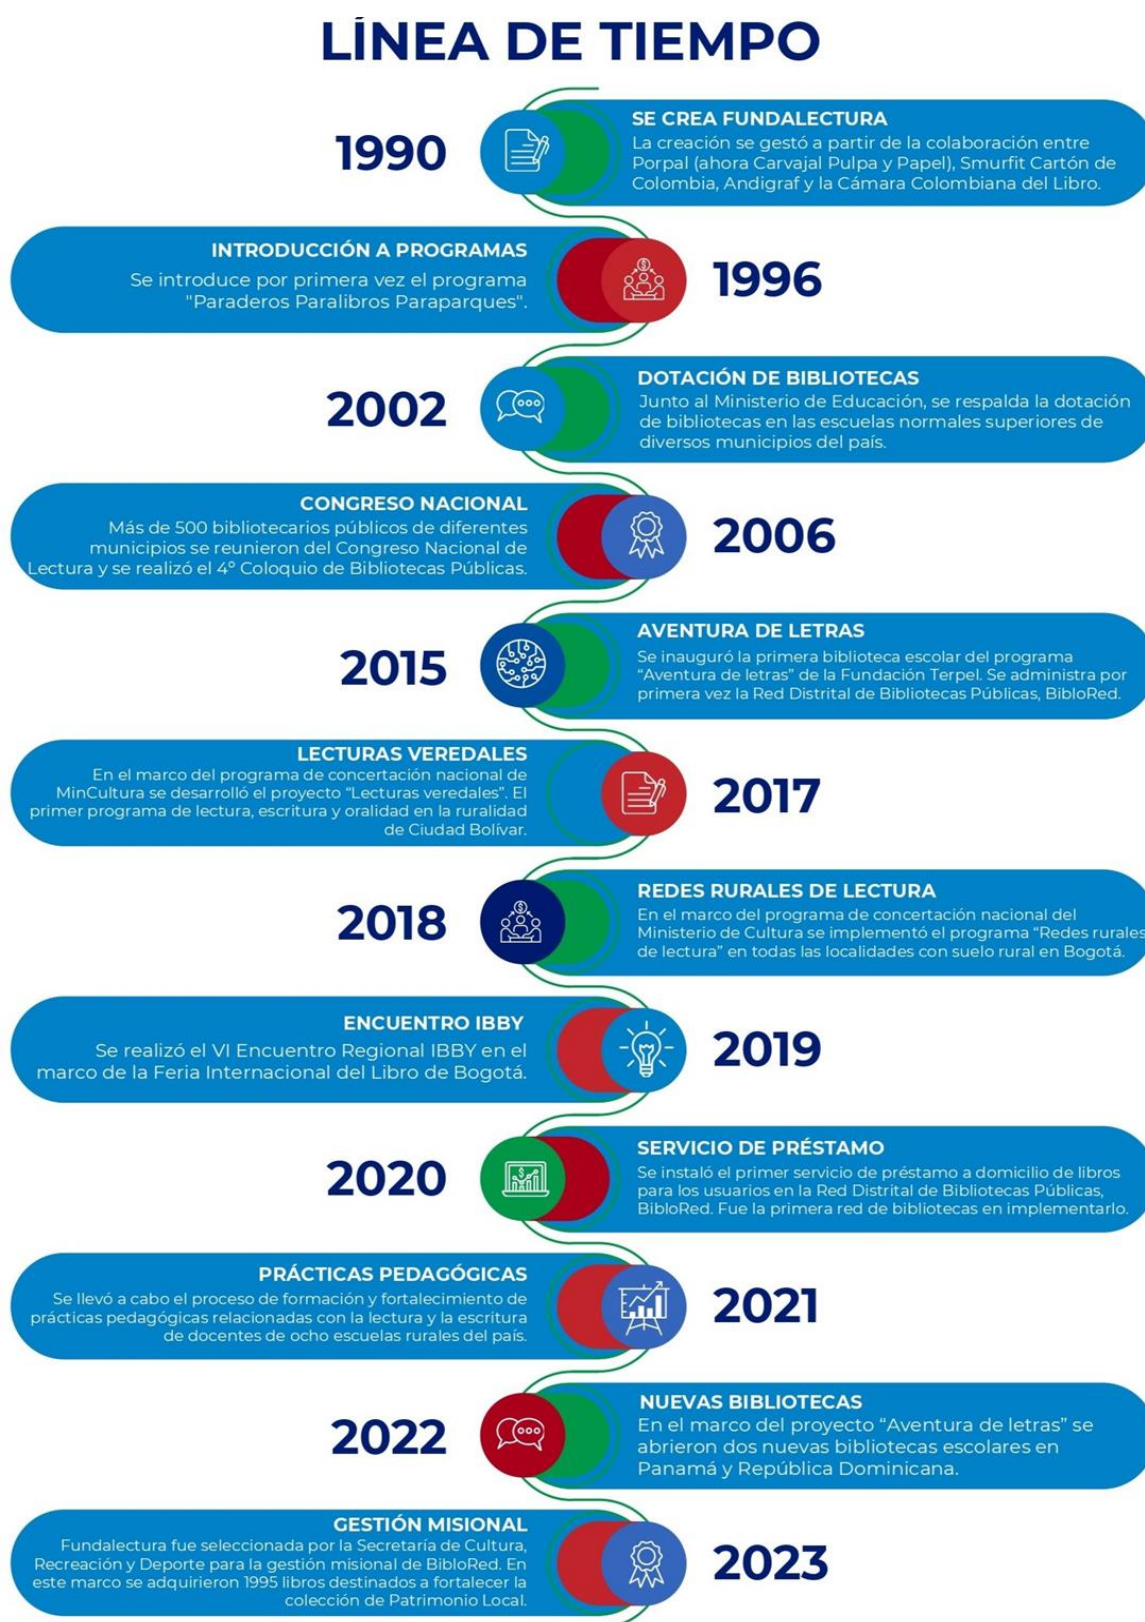 LÍNEA DE TIEMPO
1990
SE CREA FUNDALECTURA
La creación se gestó a partir de la colaboración entre
Porpal (ahora Carvajal Pulpa y Papel), Smurfit Cartón de
Colombia, Andigraf y la Cámara Colombiana del Libro.
INTRODUCCIÓN A PROGRAMAS
Se introduce por primera vez el programa
"Paraderos Paralibros Paraparques".
1996
2002
DOTACIÓN DE BIBLIOTECAS
Junto al Ministerio de Educación, se respalda la dotación
de bibliotecas en las escuelas normales superiores de
diversos municipios del país.
CONGRESO NACIONAL
Más de 500 bibliotecarios públicos de diferentes
municipios se reunieron del Congreso Nacional de
Lectura y se realizó el 4º Coloquio de Bibliotecas Públicas.
2006
2015
AVENTURA DE LETRAS
Se inauguró la primera biblioteca escolar del programa
“Aventura de letras” de la Fundación Terpel. Se administra por
primera vez la Red Distrital de Bibliotecas Públicas, BibloRed.
LECTURAS VEREDALES
En el marco del programa de concertación nacional de
MinCultura se desarrolló el proyecto “Lecturas veredales”. El
primer programa de lectura, escritura y oralidad en la ruralidad
de Ciudad Bolívar.
2017
2018
REDES RURALES DE LECTURA
En el marco del programa de concertación nacional del
Ministerio de Cultura se implementó el programa “Redes rurales
de lectura” en todas las localidades con suelo rural en Bogotá.
ENCUENTRO IBBY
Se realizó el VI Encuentro Regional IBBY en el
marco de la Feria Internacional del Libro de Bogotá.
2019
2020
SERVICIO DE PRÉSTAMO
Se instaló el primer servicio de préstamo a domicilio de libros
para los usuarios en la Red Distrital de Bibliotecas Públicas,
BibloRed. Fue la primera red de bibliotecas en implementarlo.
PRÁCTICAS PEDAGÓGICAS
Se llevó a cabo el proceso de formación y fortalecimiento de
prácticas pedagógicas relacionadas con la lectura y la escritura
de docentes de ocho escuelas rurales del país.
2021
2022
NUEVAS BIBLIOTECAS
En el marco del proyecto “Aventura de letras” se
abrieron dos nuevas bibliotecas escolares en
Panamá y República Dominicana.
GESTIÓN MISIONAL
Fundalectura fue seleccionada por la Secretaría de Cultura,
Recreación y Deporte para la gestión misional de BibloRed. En
este marco se adquirieron 1995 libros destinados a fortalecer la
colección de Patrimonio Local.
2023